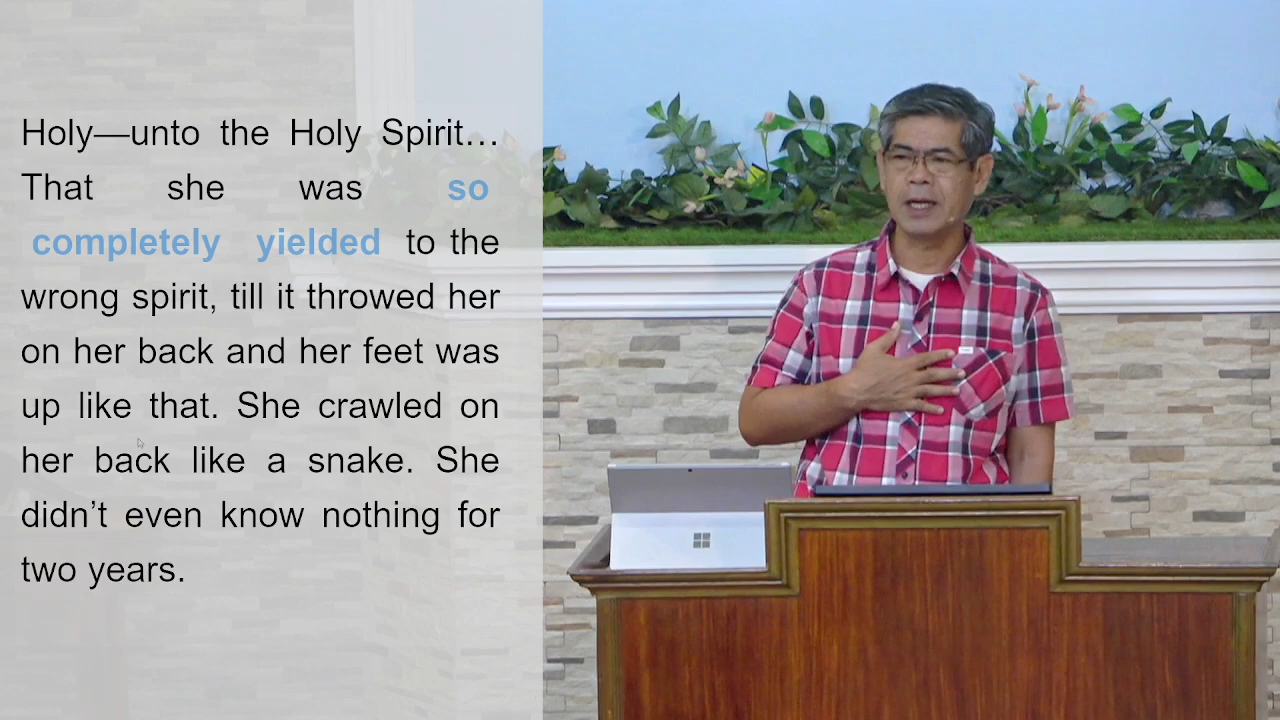 Holy—unto the Holy Spirit…
That she was so
completely yielded to the
wrong spirit, till it throwed her
on her back and her feet was
up like that. She crawled on
her back like a snake. She
didn’t even know nothing for
two years.